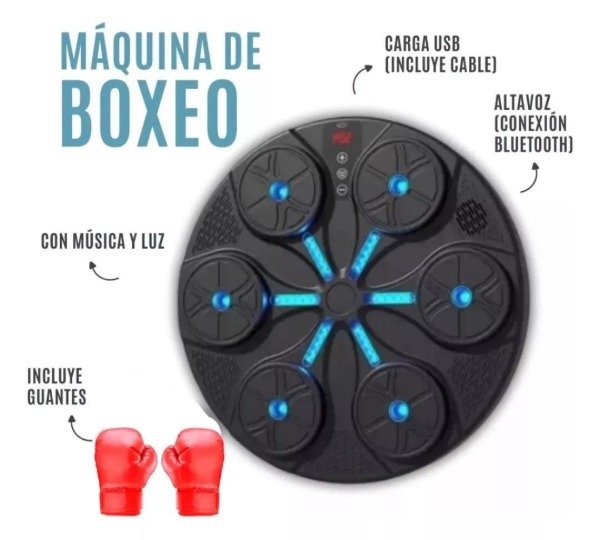 MÁQUINA DE
BOXEO
CARGA USB
(INCLUYE CABLE)
ALTAVOZ
(CONEXIÓN
BLUETOOTH)
CON MÚSICA Y LUZ
INCLUYE
GUANTES